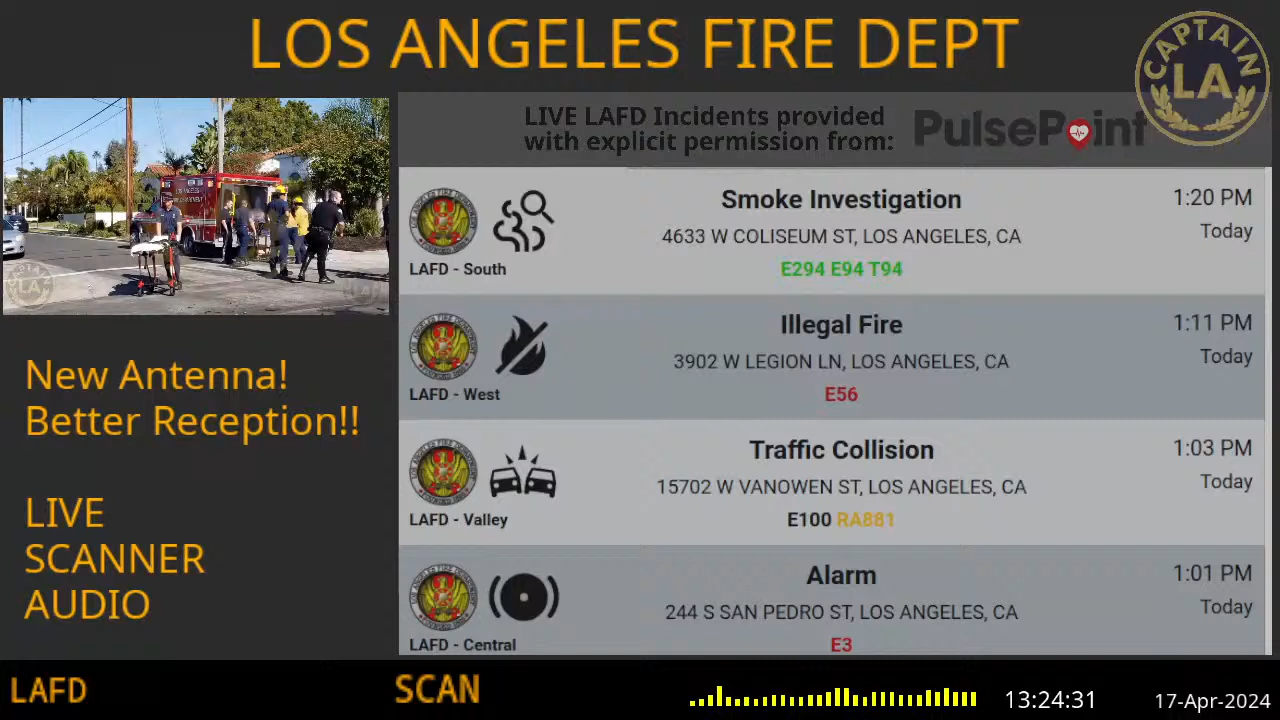 LOS ANGELES FIRE DEPT
CAPTAIN
LA
LIVE LAFD Incidents provided
with explicit permission from:
PulsePoint
Smoke Investigation
1:20 PM
4633 W COLISEUM ST, LOS ANGELES, CA
Today
LAFD - South
E294 E94 T94
Illegal Fire
1:11 PM
3902 W LEGION LN, LOS ANGELES, CA
Today
LAFD - West
E56
Traffic Collision
1:03 PM
15702 W VANOWEN ST, LOS ANGELES, CA
Today
LAFD - Valley
E100 RA881
Alarm
1:01 PM
244 S SAN PEDRO ST, LOS ANGELES, CA
Today
LAFD - Central
E3
New Antenna!
Better Reception!!
LIVE
SCANNER
AUDIO
LAFD
SCAN
13:24:31
17-Apr-2024